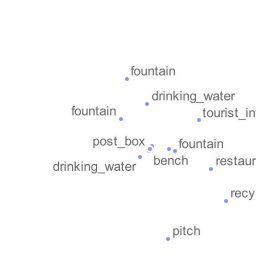 fountain
drinking_water
fountain
tourist_in
post_box
fountain
drinking_water
bench
restaur
recy
pitch